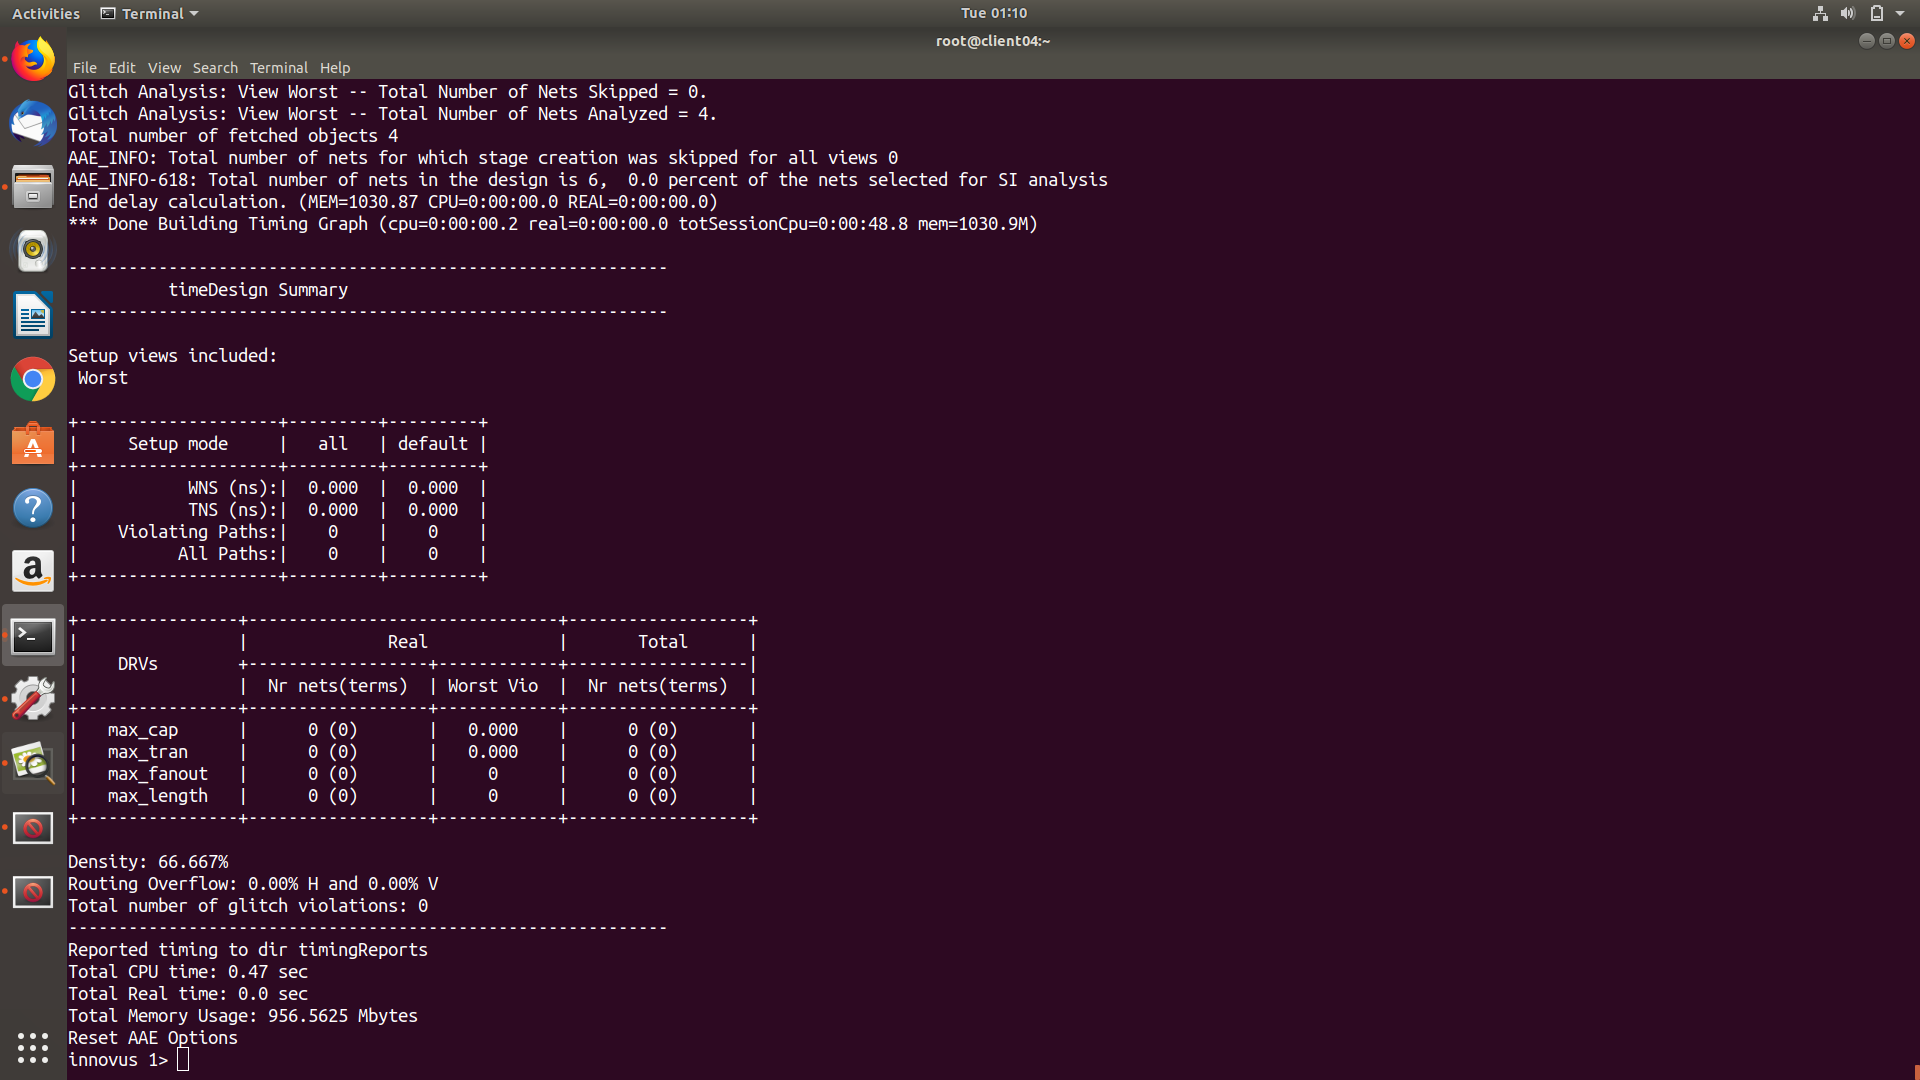 Activities Terminal Tue 01:10
root@client04:~
File Edit View Search Terminal Help
Glitch Analysis: View Worst -- Total Number of Nets Skipped = 0.
Glitch Analysis: View Worst -- Total Number of Nets Analyzed = 4.
Total number of fetched objects 4
AAE_INFO: Total number of nets for which stage creation was skipped for all views 0
AAE_INFO-618: Total number of nets in the design is 6,  0.0 percent of the nets selected for SI analysis
End delay calculation. (MEM=1030.87 CPU=0:00:00.0 REAL=0:00:00.0)
*** Done Building Timing Graph (cpu=0:00:00.2 real=0:00:00.0 totSessionCpu=0:00:48.8 mem=1030.9M)
------------------------------------------------------------
          timeDesign Summary
------------------------------------------------------------
Setup views included:
 Worst
+--------------------+---------+---------+
|     Setup mode     |   all   | default |
+--------------------+---------+---------+
|           WNS (ns):|  0.000  |  0.000  |
|           TNS (ns):|  0.000  |  0.000  |
|    Violating Paths:|    0    |    0    |
|          All Paths:|    0    |    0    |
+--------------------+---------+---------+
+----------------+-------------------------------+------------------+
|                |              Real             |       Total      |
|    DRVs        +------------------+------------+------------------|
|                |  Nr nets(terms)  | Worst Vio  |  Nr nets(terms)  |
+----------------+------------------+------------+------------------+
|   max_cap      |      0 (0)       |   0.000    |      0 (0)       |
|   max_tran     |      0 (0)       |   0.000    |      0 (0)       |
|   max_fanout   |      0 (0)       |     0      |      0 (0)       |
|   max_length   |      0 (0)       |     0      |      0 (0)       |
+----------------+------------------+------------+------------------+
Density: 66.667%
Routing Overflow: 0.00% H and 0.00% V
Total number of glitch violations: 0
------------------------------------------------------------
Reported timing to dir timingReports
Total CPU time: 0.47 sec
Total Real time: 0.0 sec
Total Memory Usage: 956.5625 Mbytes
Reset AAE Options
innovus 1>